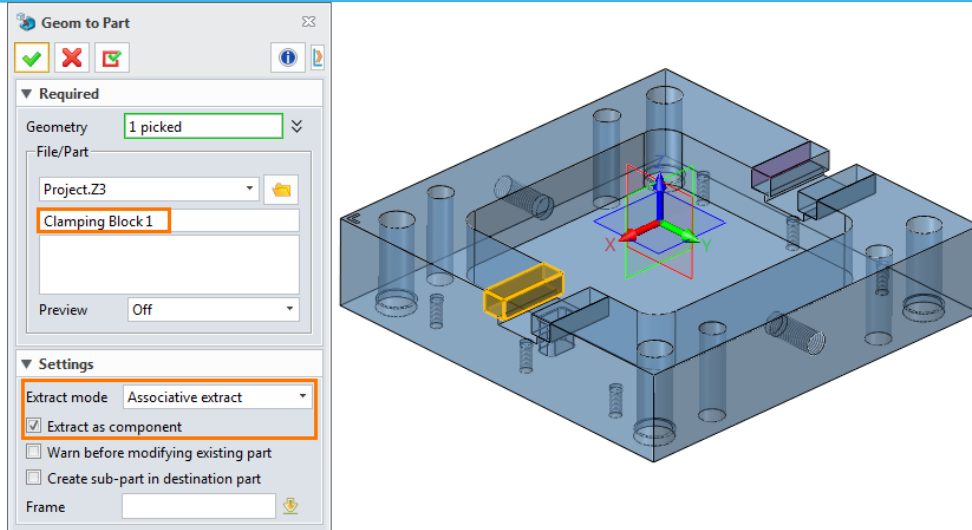 Geom to Part
Required
Geometry 1 picked
File/Part
Project.Z3
Clamping Block 1
Preview Off
Settings
Extract mode Associative extract
Extract as component
Warn before modifying existing part
Create sub-part in destination part
Frame
Z
X
Y